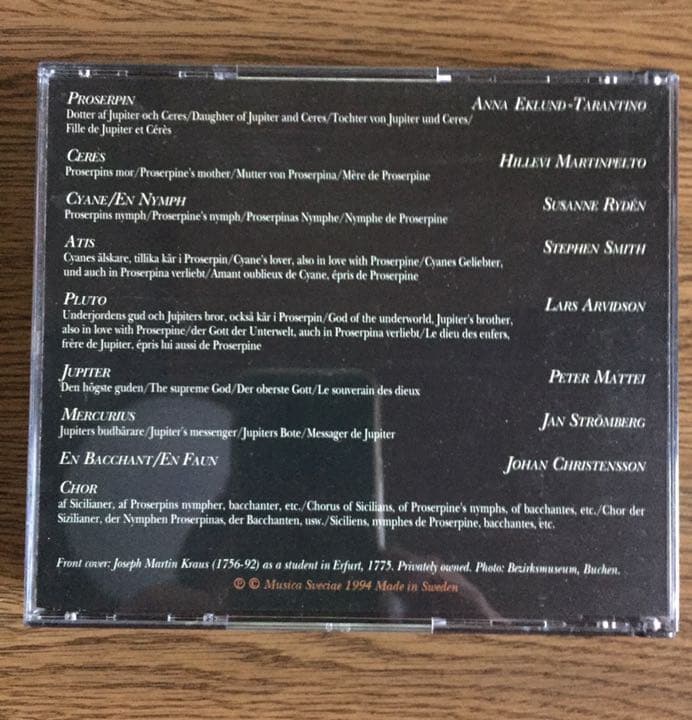 PROSERPIN ANNA EKLUND-TARANTINO
Dotter af Jupiter och Ceres/Daughter of Jupiter and Ceres/Tochter von Jupiter und Ceres/
Fille de Jupiter et Cérès
CERES HILLEVI MARTINPELTO
Proserpins mor/Proserpine's mother/Mutter von Proserpina/Mère de Proserpine
CYANE/EN NYMPH SUSANNE RYDÉN
Proserpins nymph/Proserpine's nymph/Proserpinas Nymphe/Nymphe de Proserpine
ATIS STEPHEN SMITH
Cyanes älskare, tillika kär i Proserpin/Cyane's lover, also in love with Proserpine/Cyanes Geliebter,
und auch in Proserpina verliebt/Amant oublieux de Cyane, épris de Proserpine
PLUTO LARS ARVIDSON
Underjordens gud och Jupiters bror, också kär i Proserpin/God of the underworld, Jupiter's brother,
also in love with Proserpine/der Gott der Unterwelt, auch in Proserpina verliebt/Le dieu des enfers,
frère de Jupiter, épris lui aussi de Proserpine
JUPITER PETER MATTEI
Den högste guden/The supreme God/Der oberste Gott/Le souverain des dieux
MERCURIUS JAN STRÖMBERG
Jupiters budbärare/Jupiter's messenger/Jupiters Bote/Messager de Jupiter
EN BACCHANT/EN FAUN JOHAN CHRISTENSSON
CHOR
af Sicilianer, af Proserpins nympher, bacchanter, etc./Chorus of Sicilians, of Proserpine's nymphs, of bacchantes, etc./Chor der
Sizilianer, der Nymphen Proserpinas, der Bacchanten, usw./Siciliens, nymphes de Proserpine, bacchantes, etc.
Front cover: Joseph Martin Kraus (1756-92) as a student in Erfurt, 1775. Privately owned. Photo: Bezirksmuseum, Buchen.
℗ © Musica Sveciae 1994 Made in Sweden